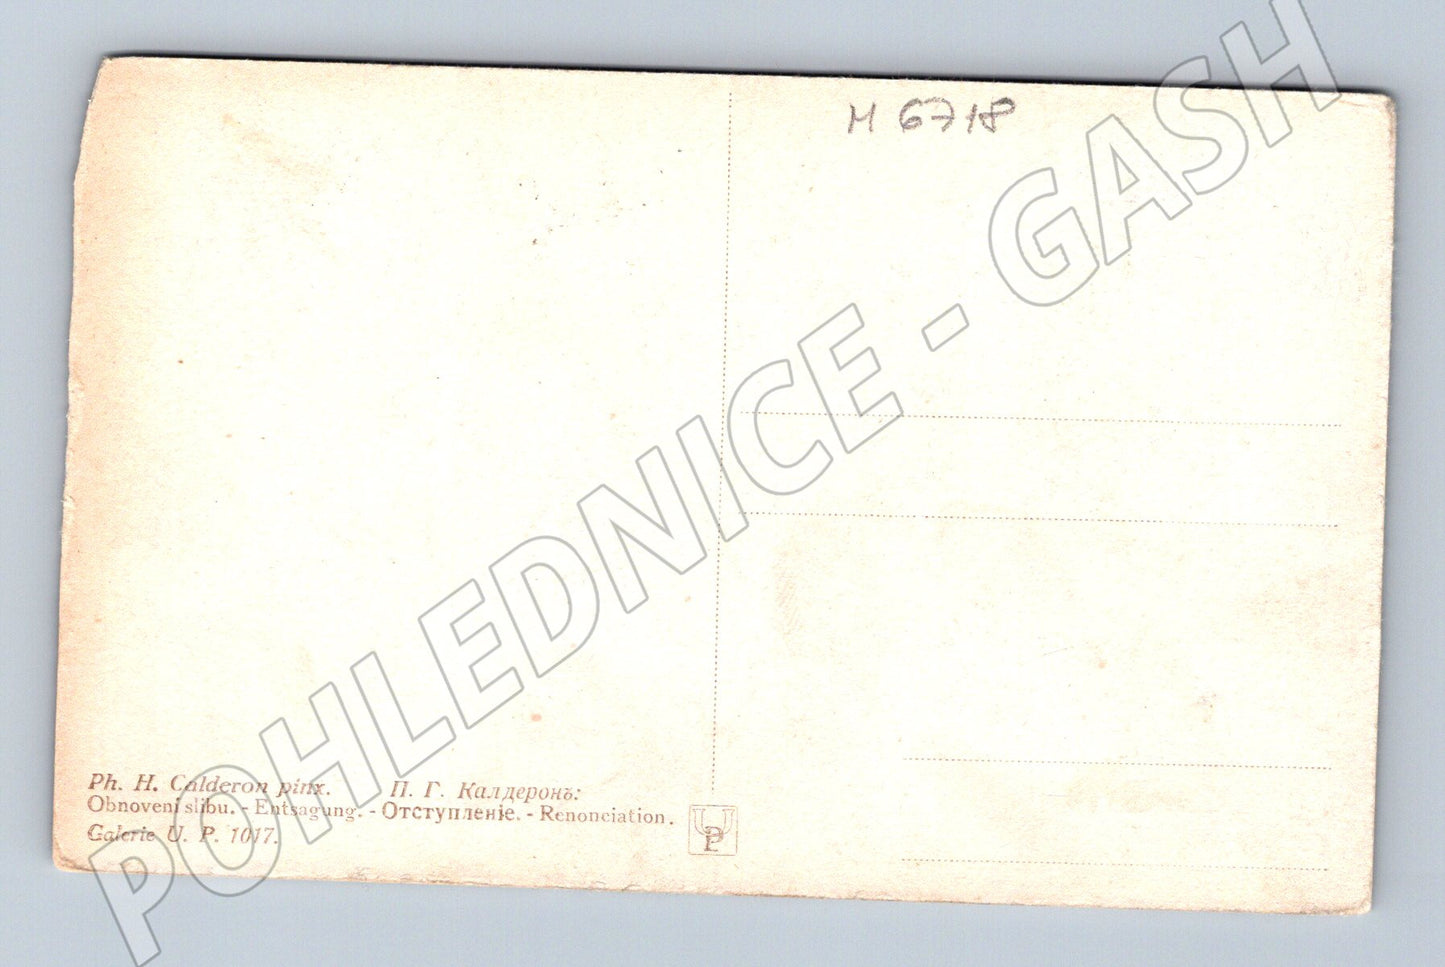 M 6718
Ph. H. Calderon pinx. П. Г. Калдеронъ:
Obnovení slibu. - Entsagung. - Отступленіе. - Renonciation.
Galerie U. P. 1017.
UP
POHLEDNICE - GASH